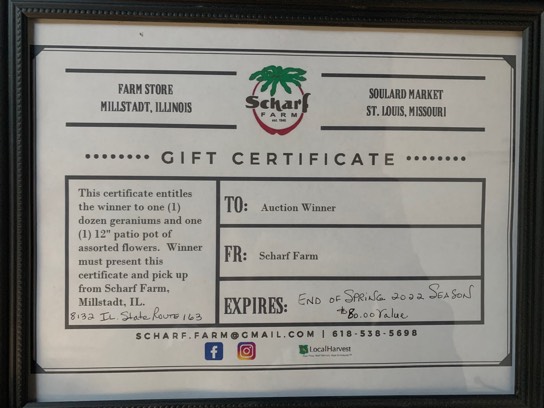 FARM STORE
MILLSTADT, ILLINOIS
Scharf
FARM
SOULARD MARKET
ST. LOUIS, MISSOURI
GIFT CERTIFICATE
This certificate entitles
the winner to one (1)
dozen geraniums and one
(1) 12" patio pot of
assorted flowers. Winner
must present this
certificate and pick up
from Scharf Farm,
Millstadt, IL.
8132 IL. State Route 163
TO: Auction Winner
FR: Scharf Farm
EXPIRES: END OF SPRING 2022 SEASON
$80.00 Value
SCHARF.FARM@GMAIL.COM | 618-538-5698
LocalHarvest